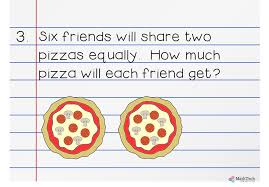 3. Six friends will share two
pizzas equally. How much
pizza will each friend get?